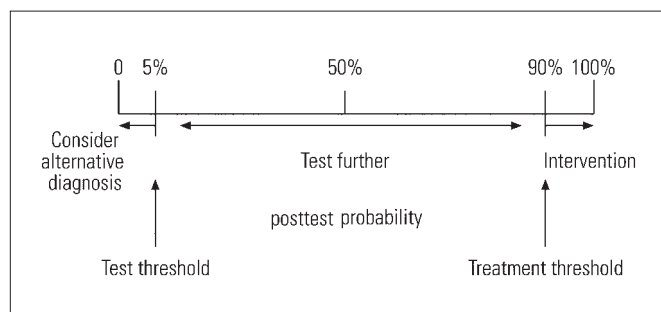 0 5% 50% 90% 100%
Consider
alternative
diagnosis
Test further
Intervention
posttest probability
Test threshold
Treatment threshold